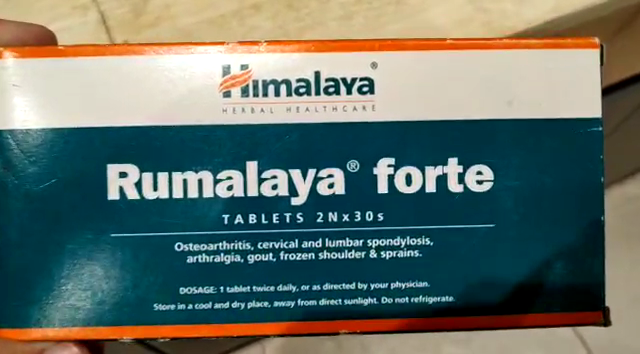 Himalaya®
HERBAL HEALTHCARE
Rumalaya® forte
TABLETS 2Nx30s
Osteoarthritis, cervical and lumbar spondylosis,
arthralgia, gout, frozen shoulder & sprains.
DOSAGE: 1 tablet twice daily, or as directed by your physician.
Store in a cool and dry place, away from direct sunlight. Do not refrigerate.